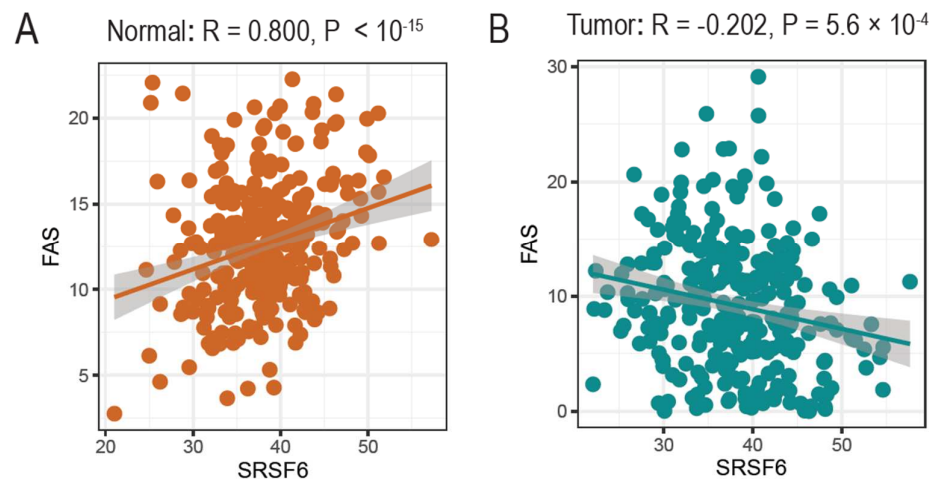 A
Normal: R = 0.800, P < 10⁻¹⁵
20
15
10
5
FAS
20
30
40
50
SRSF6
B
Tumor: R = -0.202, P = 5.6 × 10⁻⁴
30
20
10
0
FAS
30
40
50
SRSF6